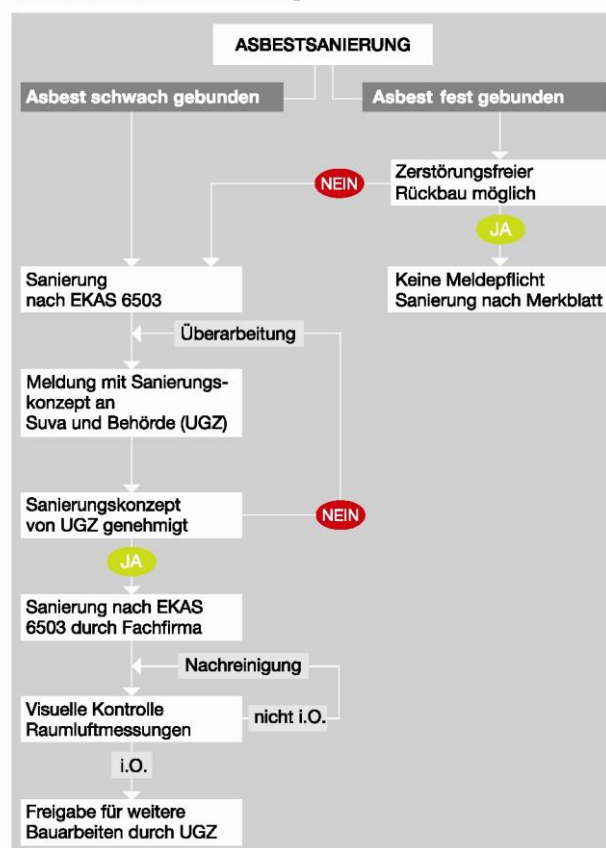 ASBESTSANIERUNG
Asbest schwach gebunden
Asbest fest gebunden
NEIN
Zerstörungsfreier
Rückbau möglich
JA
Sanierung
nach EKAS 6503
Keine Meldepflicht
Sanierung nach Merkblatt
Überarbeitung
Meldung mit Sanierungs-
konzept an
Suva und Behörde (UGZ)
Sanierungskonzept
von UGZ genehmigt
NEIN
JA
Sanierung nach EKAS
6503 durch Fachfirma
Nachreinigung
Visuelle Kontrolle
Raumluftmessungen
nicht i.O.
i.O.
Freigabe für weitere
Bauarbeiten durch UGZ